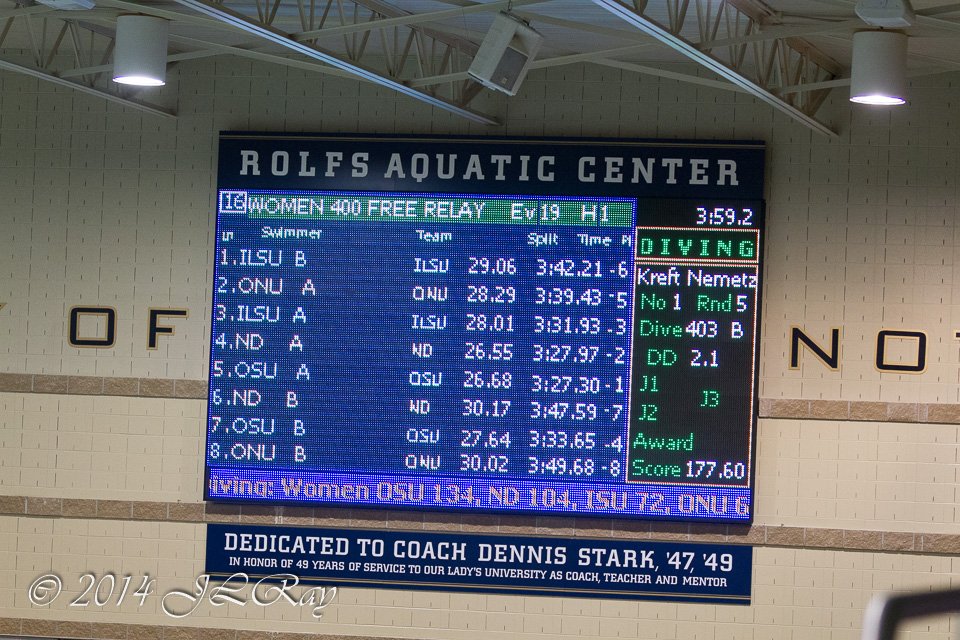 ROLFS AQUATIC CENTER
16 WOMEN 400 FREE RELAY Ev 19 H1
Ln Swimmer Team Split Time Pl
1.ILSU B ILSU 29.06 3:42.21 -6
2.ONU A ONU 28.29 3:39.43 -5
3.ILSU A ILSU 28.01 3:31.93 -3
4.ND A ND 26.55 3:27.97 -2
5.OSU A OSU 26.68 3:27.30 -1
6.ND B ND 30.17 3:47.59 -7
7.OSU B OSU 27.64 3:33.65 -4
8.ONU B ONU 30.02 3:49.68 -8
3:59.2
DIVING
Kreft Nemetz
No 1 Rnd 5
Dive 403 B
DD 2.1
J1
J3
J2
Award
Score 177.60
iving: Women OSU 134, ND 104, ISU 72, ONU 6
Y OF NOT
DEDICATED TO COACH DENNIS STARK, '47, '49
IN HONOR OF 49 YEARS OF SERVICE TO OUR LADY'S UNIVERSITY AS COACH, TEACHER AND MENTOR
© 2014 JLRay